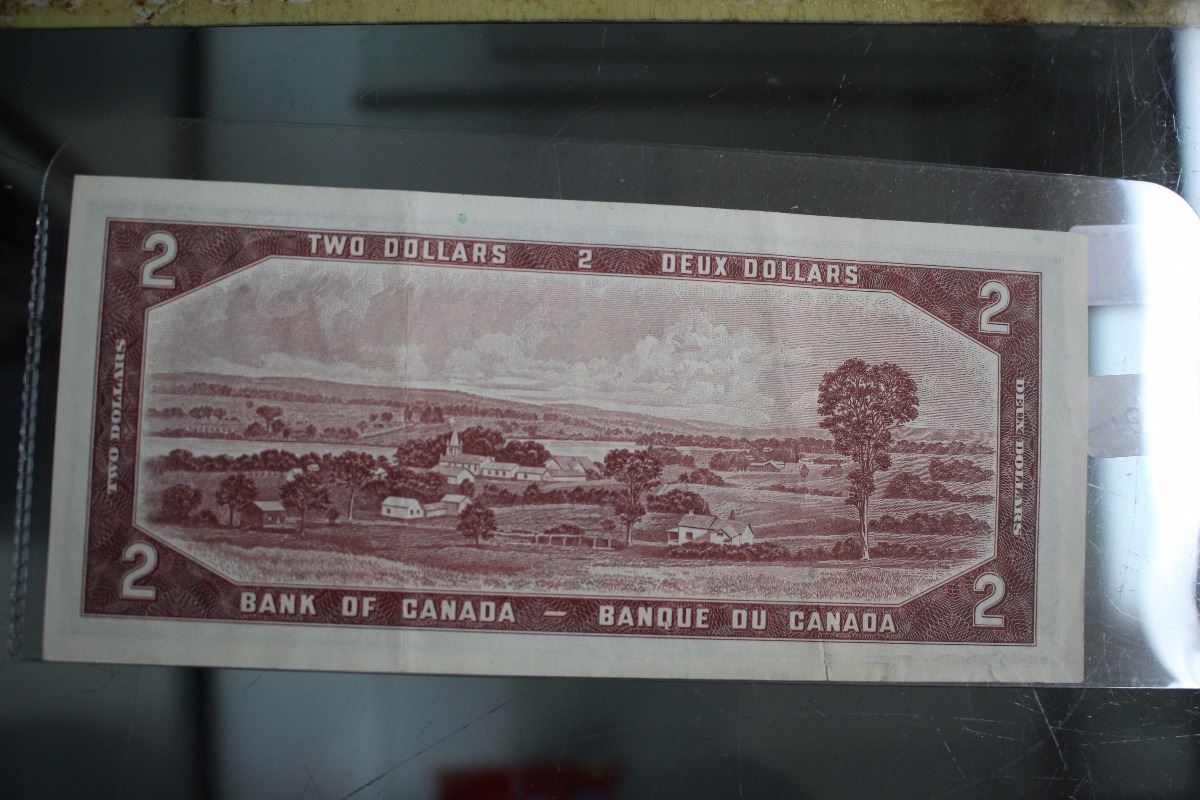 2 TWO DOLLARS 2 DEUX DOLLARS 2
TWO DOLLARS
DEUX DOLLARS
2 BANK OF CANADA — BANQUE DU CANADA 2